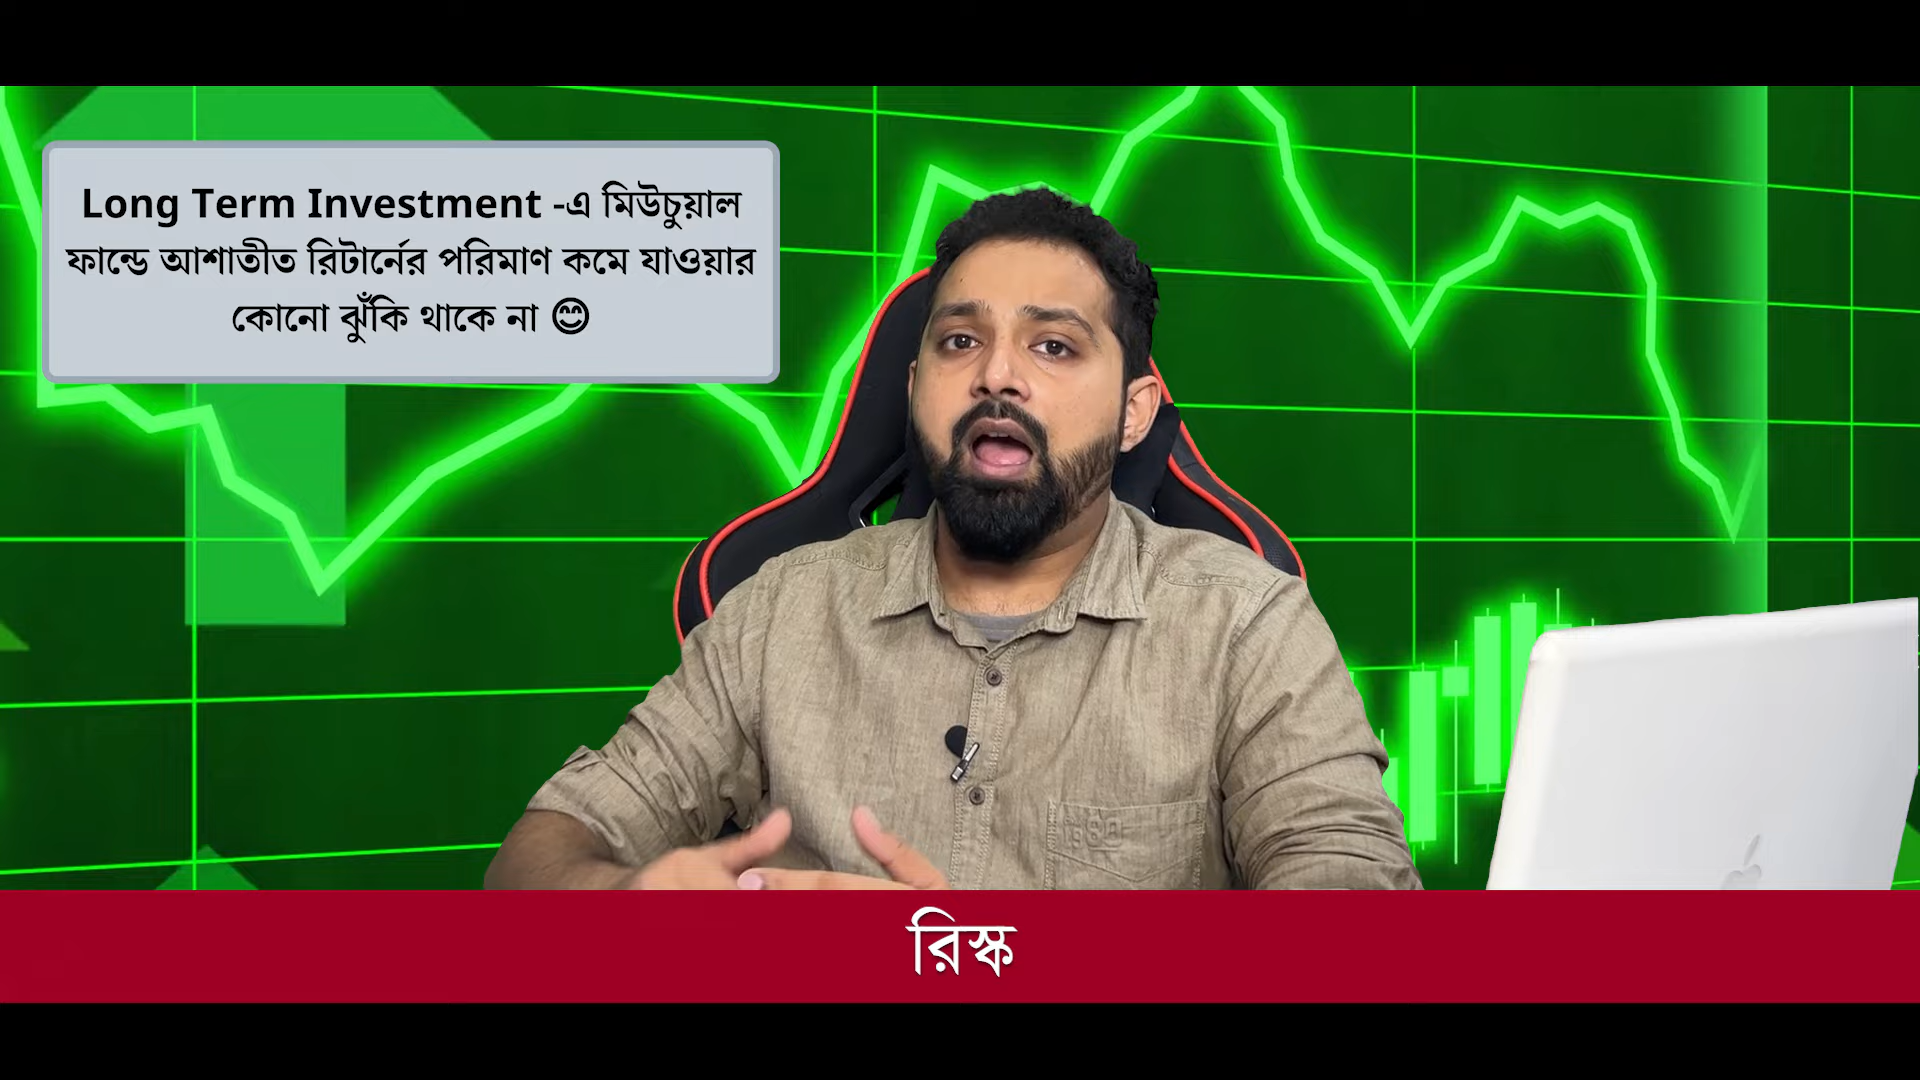 Long Term Investment -এ মিউচুয়াল
ফান্ডে আশাতীত রিটার্নের পরিমাণ কমে যাওয়ার
কোনো ঝুঁকি থাকে না 😊
রিস্ক